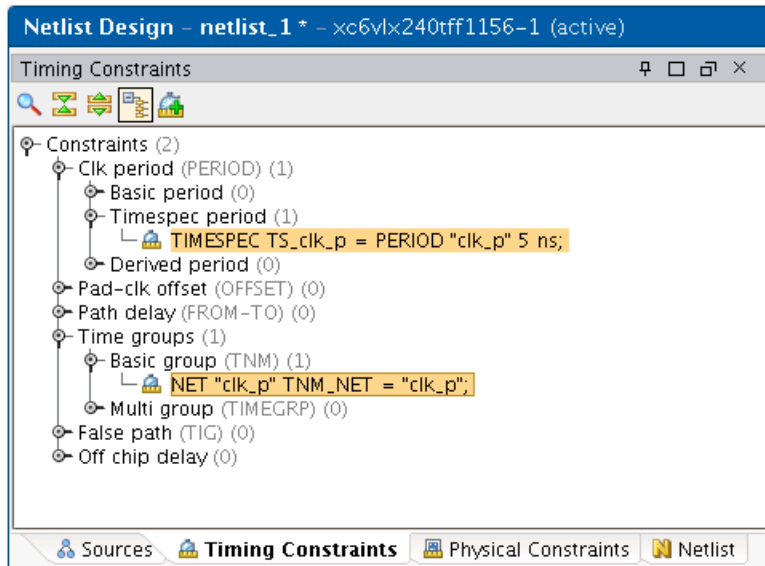 Netlist Design - netlist_1 * - xc6vlx240tff1156-1 (active)
Timing Constraints
Constraints (2)
Clk period (PERIOD) (1)
Basic period (0)
Timespec period (1)
TIMESPEC TS_clk_p = PERIOD "clk_p" 5 ns;
Derived period (0)
Pad-clk offset (OFFSET) (0)
Path delay (FROM-TO) (0)
Time groups (1)
Basic group (TNM) (1)
NET "clk_p" TNM_NET = "clk_p";
Multi group (TIMEGRP) (0)
False path (TIG) (0)
Off chip delay (0)
Sources Timing Constraints Physical Constraints Netlist